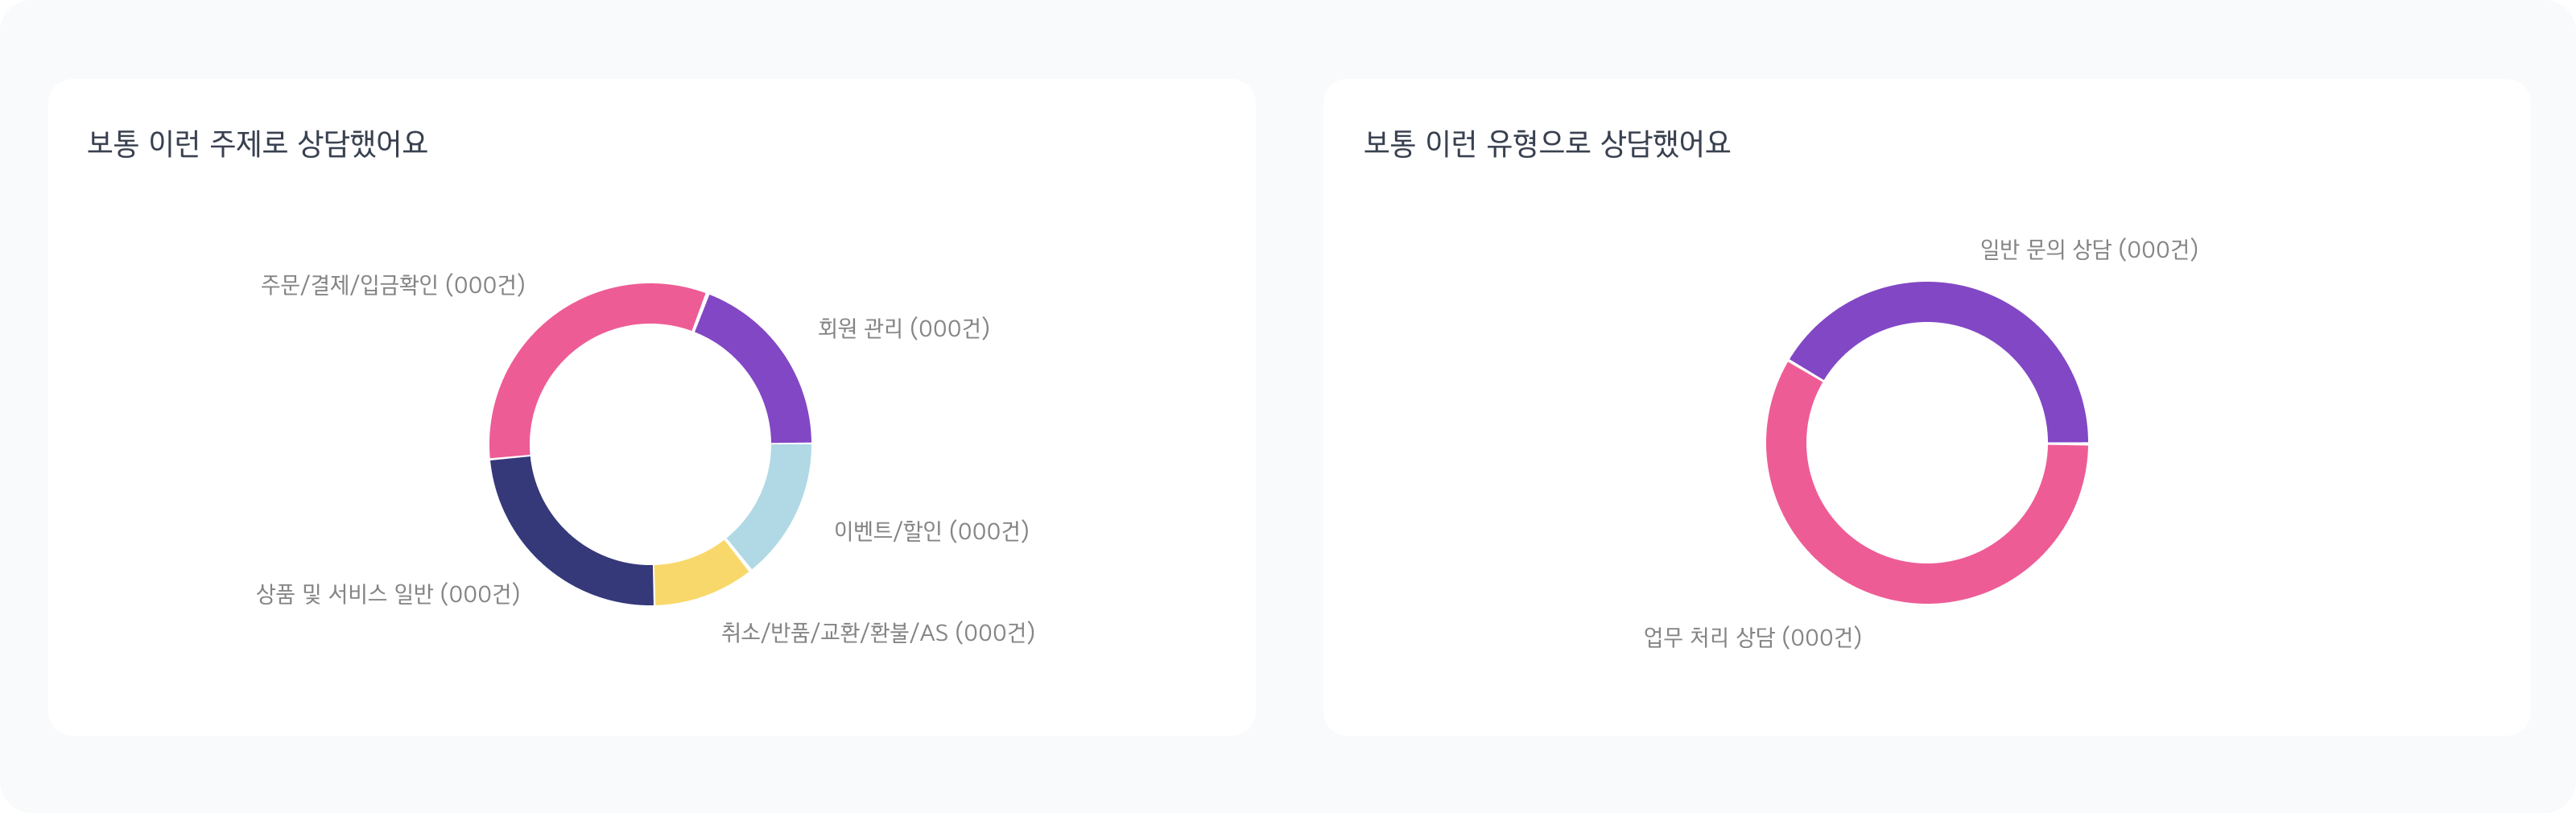 보통 이런 주제로 상담했어요
주문/결제/입금확인 (000건)
회원 관리 (000건)
이벤트/할인 (000건)
상품 및 서비스 일반 (000건)
취소/반품/교환/환불/AS (000건)
보통 이런 유형으로 상담했어요
일반 문의 상담 (000건)
업무 처리 상담 (000건)